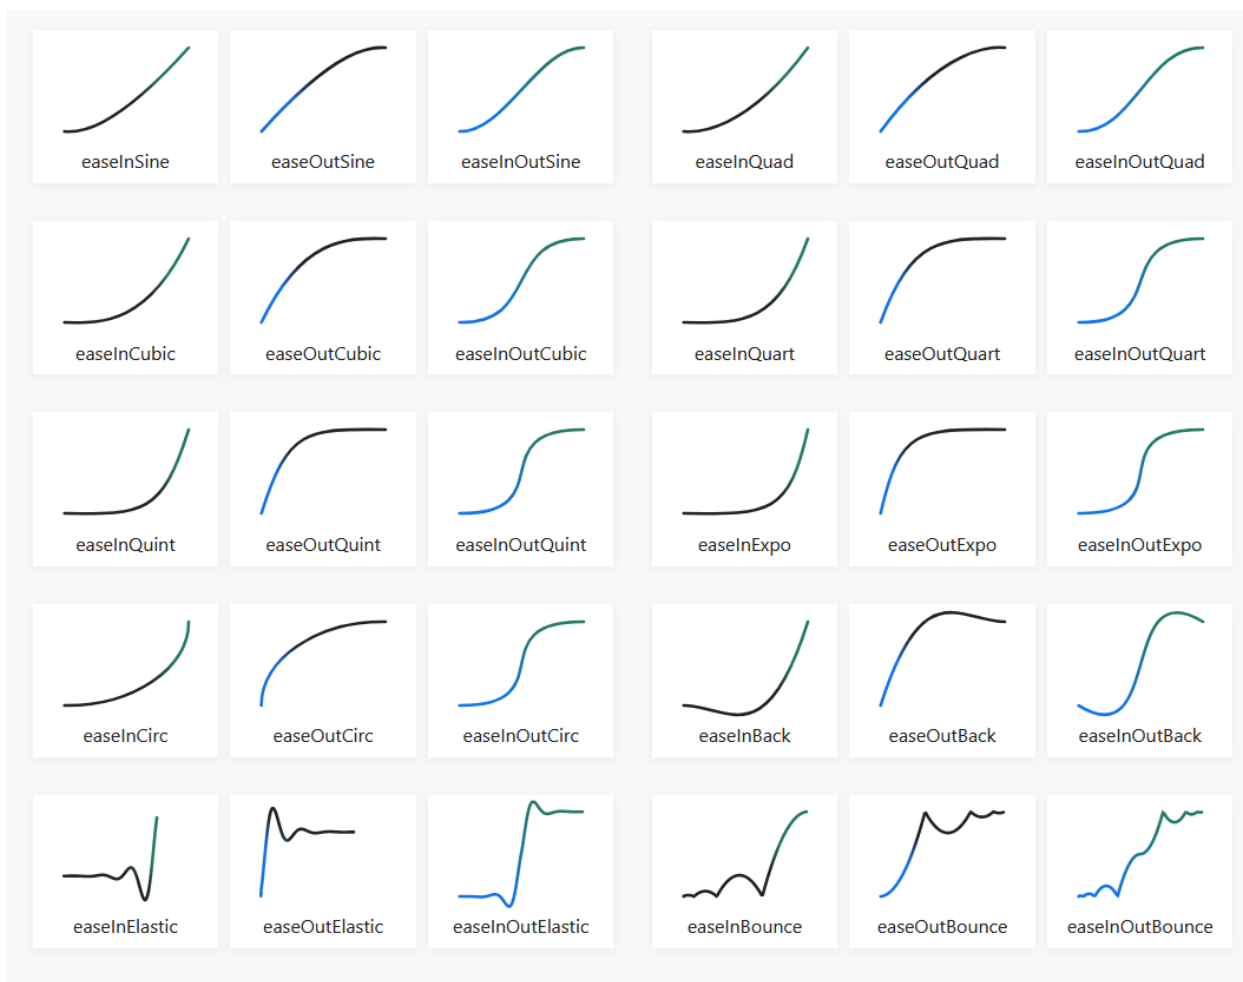 easeInSine
easeOutSine
easeInOutSine
easeInQuad
easeOutQuad
easeInOutQuad
easeInCubic
easeOutCubic
easeInOutCubic
easeInQuart
easeOutQuart
easeInOutQuart
easeInQuint
easeOutQuint
easeInOutQuint
easeInExpo
easeOutExpo
easeInOutExpo
easeInCirc
easeOutCirc
easeInOutCirc
easeInBack
easeOutBack
easeInOutBack
easeInElastic
easeOutElastic
easeInOutElastic
easeInBounce
easeOutBounce
easeInOutBounce